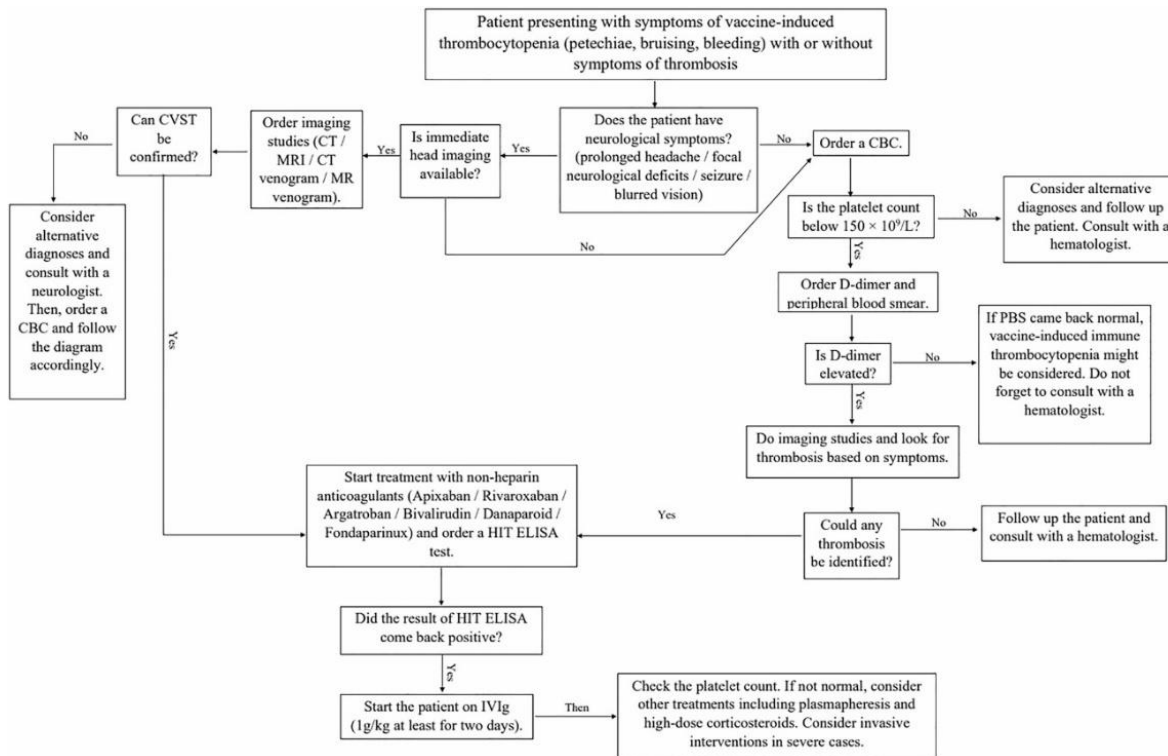 Patient presenting with symptoms of vaccine-induced
thrombocytopenia (petechiae, bruising, bleeding) with or without
symptoms of thrombosis
Does the patient have
neurological symptoms?
(prolonged headache / focal
neurological deficits / seizure /
blurred vision)
Yes
Is immediate
head imaging
available?
Yes
Order imaging
studies (CT /
MRI / CT
venogram / MR
venogram).
Can CVST
be
confirmed?
No
Consider
alternative
diagnoses and
consult with a
neurologist.
Then, order a
CBC and follow
the diagram
accordingly.
Yes
No
No
Order a CBC.
Is the platelet count
below 150 × 10⁹/L?
No
Consider alternative
diagnoses and follow up
the patient. Consult with a
hematologist.
Yes
Order D-dimer and
peripheral blood smear.
Is D-dimer
elevated?
No
If PBS came back normal,
vaccine-induced immune
thrombocytopenia might
be considered. Do not
forget to consult with a
hematologist.
Yes
Do imaging studies and look for
thrombosis based on symptoms.
Could any
thrombosis
be identified?
No
Follow up the patient and
consult with a hematologist.
Yes
Start treatment with non-heparin
anticoagulants (Apixaban / Rivaroxaban /
Argatroban / Bivalirudin / Danaparoid /
Fondaparinux) and order a HIT ELISA
test.
Did the result of HIT ELISA
come back positive?
Yes
Start the patient on IVIg
(1g/kg at least for two days).
Then
Check the platelet count. If not normal, consider
other treatments including plasmapheresis and
high-dose corticosteroids. Consider invasive
interventions in severe cases.